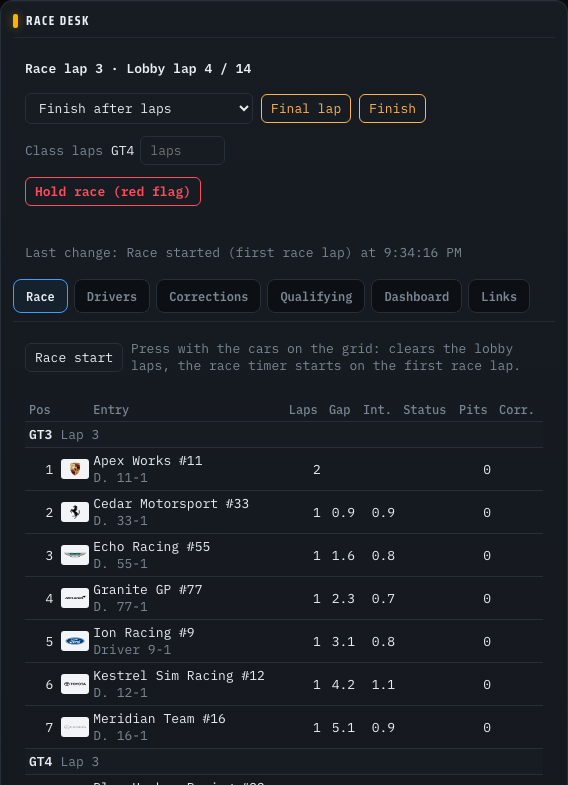 RACE DESK
Race lap 3 · Lobby lap 4 / 14
Finish after laps Final lap Finish
Class laps GT4 laps
Hold race (red flag)
Last change: Race started (first race lap) at 9:34:16 PM
Race Drivers Corrections Qualifying Dashboard Links
Race start Press with the cars on the grid: clears the lobby
laps, the race timer starts on the first race lap.
Pos Entry Laps Gap Int. Status Pits Corr.
GT3 Lap 3
1 Apex Works #11 2 0
D. 11-1
2 Cedar Motorsport #33 1 0.9 0.9 0
D. 33-1
3 Echo Racing #55 1 1.6 0.8 0
D. 55-1
4 Granite GP #77 1 2.3 0.7 0
D. 77-1
5 Ion Racing #9 1 3.1 0.8 0
Driver 9-1
6 TOYOTA Kestrel Sim Racing #12 1 4.2 1.1 0
D. 12-1
7 Meridian Team #16 1 5.1 0.9 0
D. 16-1
GT4 Lap 3